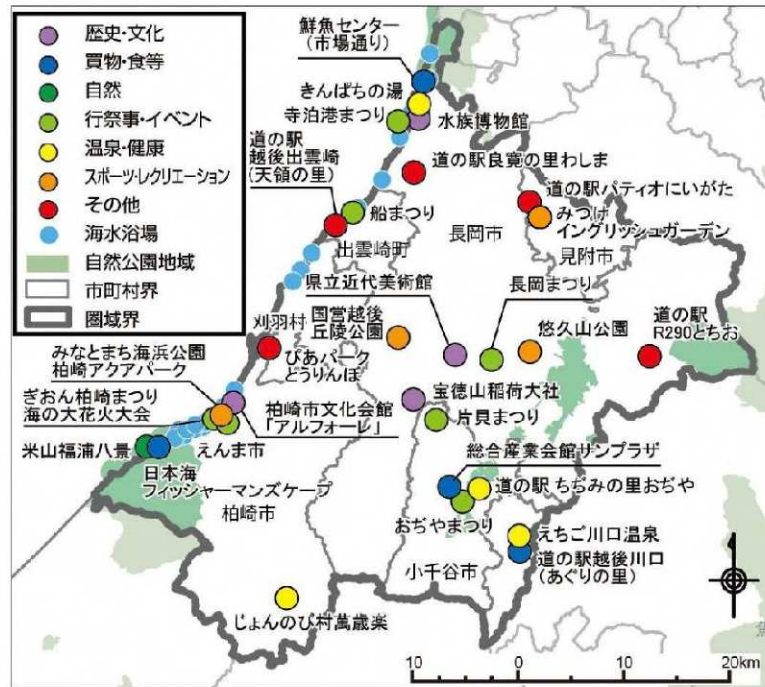 歴史・文化
買物・食等
自然
行祭事・イベント
温泉・健康
スポーツ・レクリエーション
その他
海水浴場
自然公園地域
市町村界
圏域界
鮮魚センター
(市場通り)
きんぱちの湯
寺泊港まつり
水族博物館
道の駅
越後出雲崎
(天領の里)
道の駅良寛の里わしま
道の駅パティオにいがた
みつけ
イングリッシュガーデン
船まつり
長岡市
見附市
出雲崎町
県立近代美術館
長岡まつり
刈羽村
国営越後
丘陵公園
悠久山公園
道の駅
R290とちお
ぴあパーク
とうりんぼ
みなとまち海浜公園
柏崎アクアパーク
ぎおん柏崎まつり
海の大花火大会
柏崎市文化会館
「アルフォーレ」
宝徳山稲荷大社
片貝まつり
米山福浦八景
えんま市
日本海
フィッシャーマンズケープ
柏崎市
総合産業会館サンプラザ
道の駅 ちぢみの里おぢや
おぢやまつり
えちご川口温泉
道の駅越後川口
(あぐりの里)
小千谷市
じょんのび村萬歳楽
10 0 10 20km